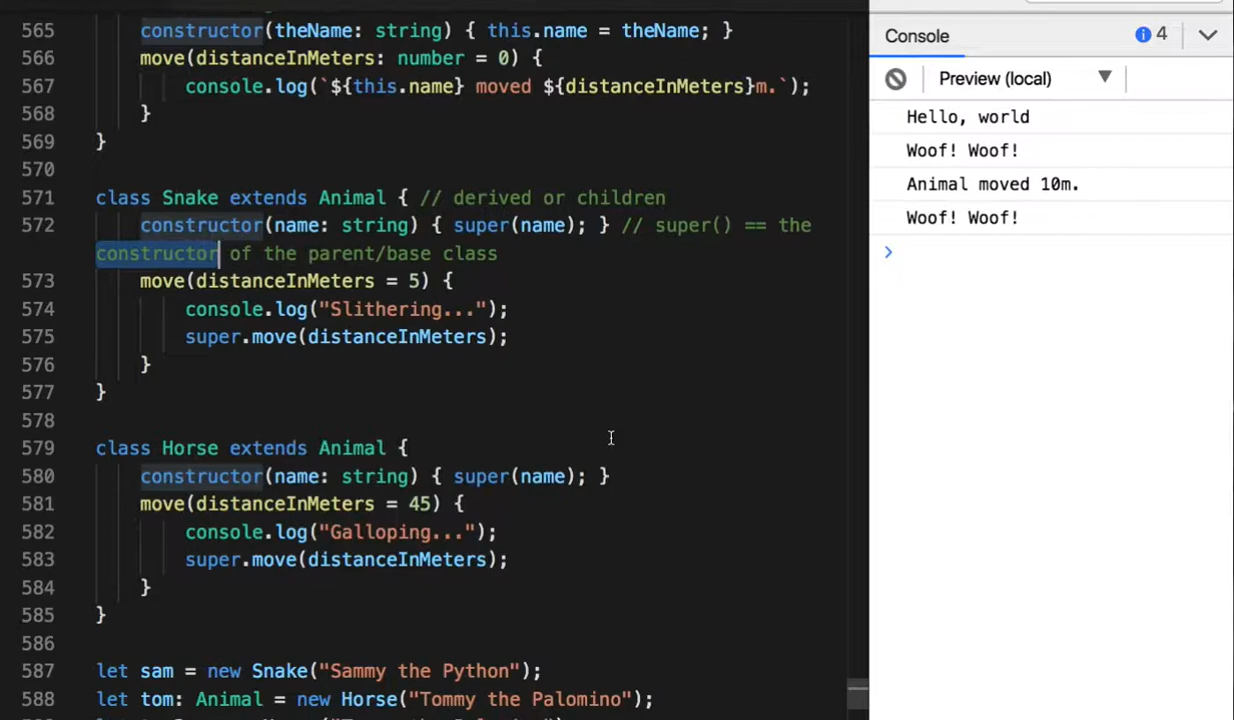 565 constructor(theName: string) { this.name = theName; }
566 move(distanceInMeters: number = 0) {
567 console.log(`${this.name} moved ${distanceInMeters}m.`);
568 }
569 }
570
571 class Snake extends Animal { // derived or children
572 constructor(name: string) { super(name); } // super() == the
constructor of the parent/base class
573 move(distanceInMeters = 5) {
574 console.log("Slithering...");
575 super.move(distanceInMeters);
576 }
577 }
578
579 class Horse extends Animal {
580 constructor(name: string) { super(name); }
581 move(distanceInMeters = 45) {
582 console.log("Galloping...");
583 super.move(distanceInMeters);
584 }
585 }
586
587 let sam = new Snake("Sammy the Python");
588 let tom: Animal = new Horse("Tommy the Palomino");
Console 4
Preview (local)
Hello, world
Woof! Woof!
Animal moved 10m.
Woof! Woof!